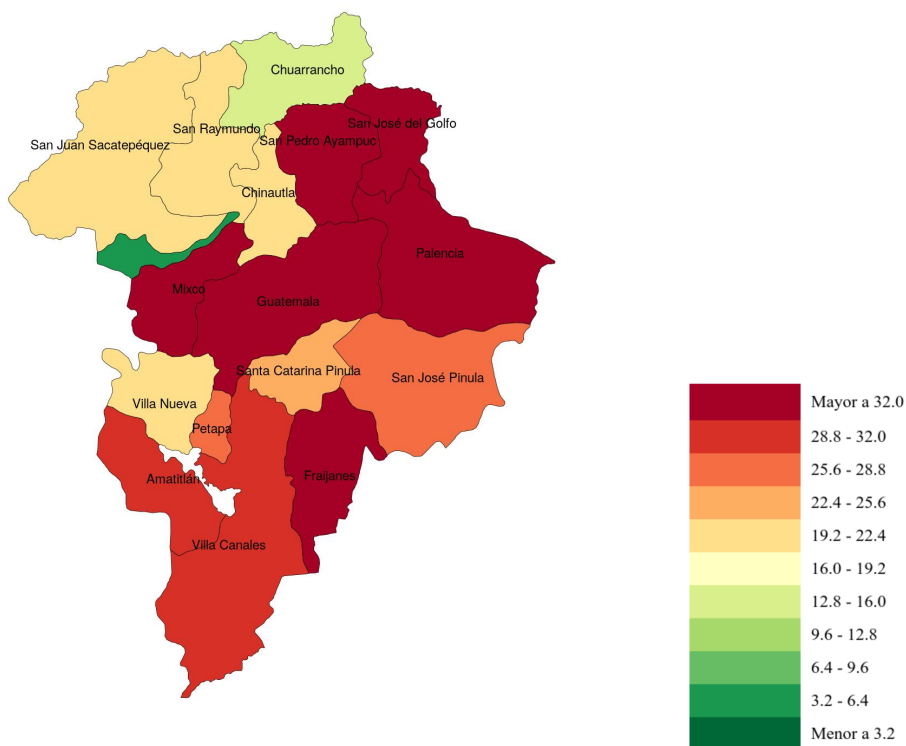 Chuarrancho
San José del Golfo
San Raymundo
San Pedro Ayampuc
San Juan Sacatepéquez
Chinautla
Palencia
Mixco
Guatemala
Santa Catarina Pinula
San José Pinula
Villa Nueva
Petapa
Amatitlán
Fraijanes
Villa Canales
Mayor a 32.0
28.8 - 32.0
25.6 - 28.8
22.4 - 25.6
19.2 - 22.4
16.0 - 19.2
12.8 - 16.0
9.6 - 12.8
6.4 - 9.6
3.2 - 6.4
Menor a 3.2